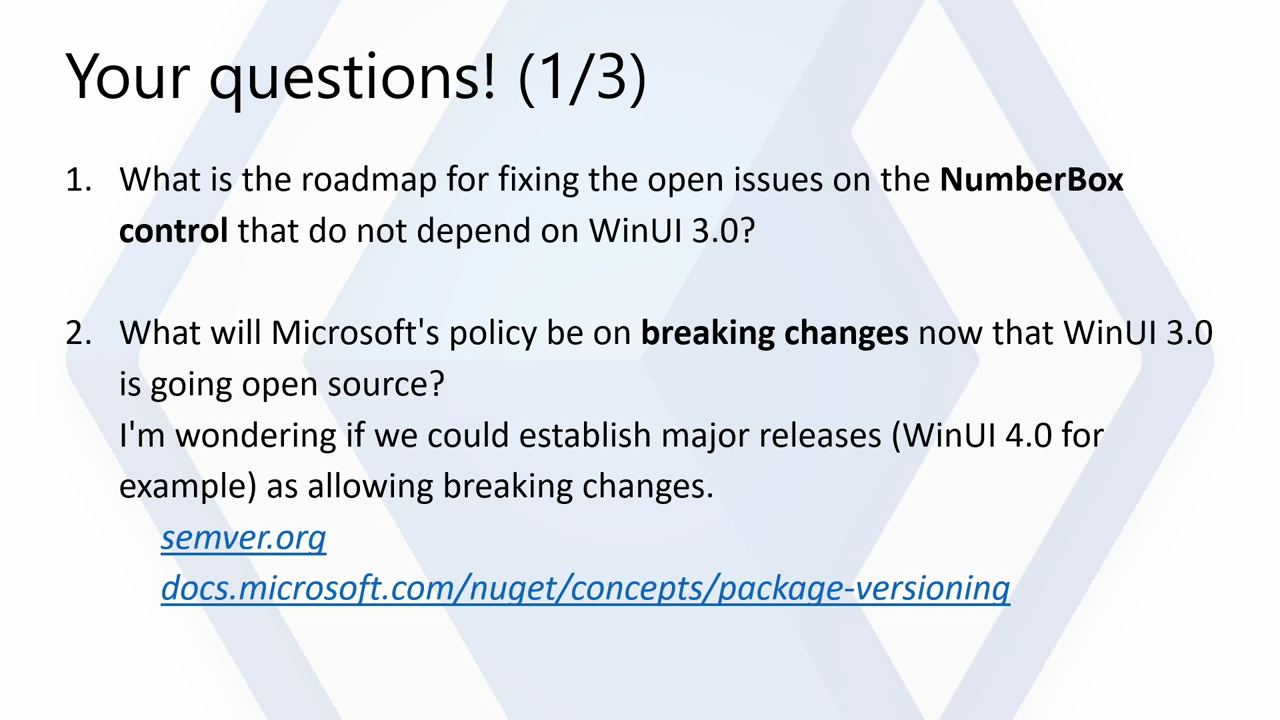 Your questions! (1/3)
1. What is the roadmap for fixing the open issues on the NumberBox
control that do not depend on WinUI 3.0?
2. What will Microsoft's policy be on breaking changes now that WinUI 3.0
is going open source?
I'm wondering if we could establish major releases (WinUI 4.0 for
example) as allowing breaking changes.
semver.org
docs.microsoft.com/nuget/concepts/package-versioning